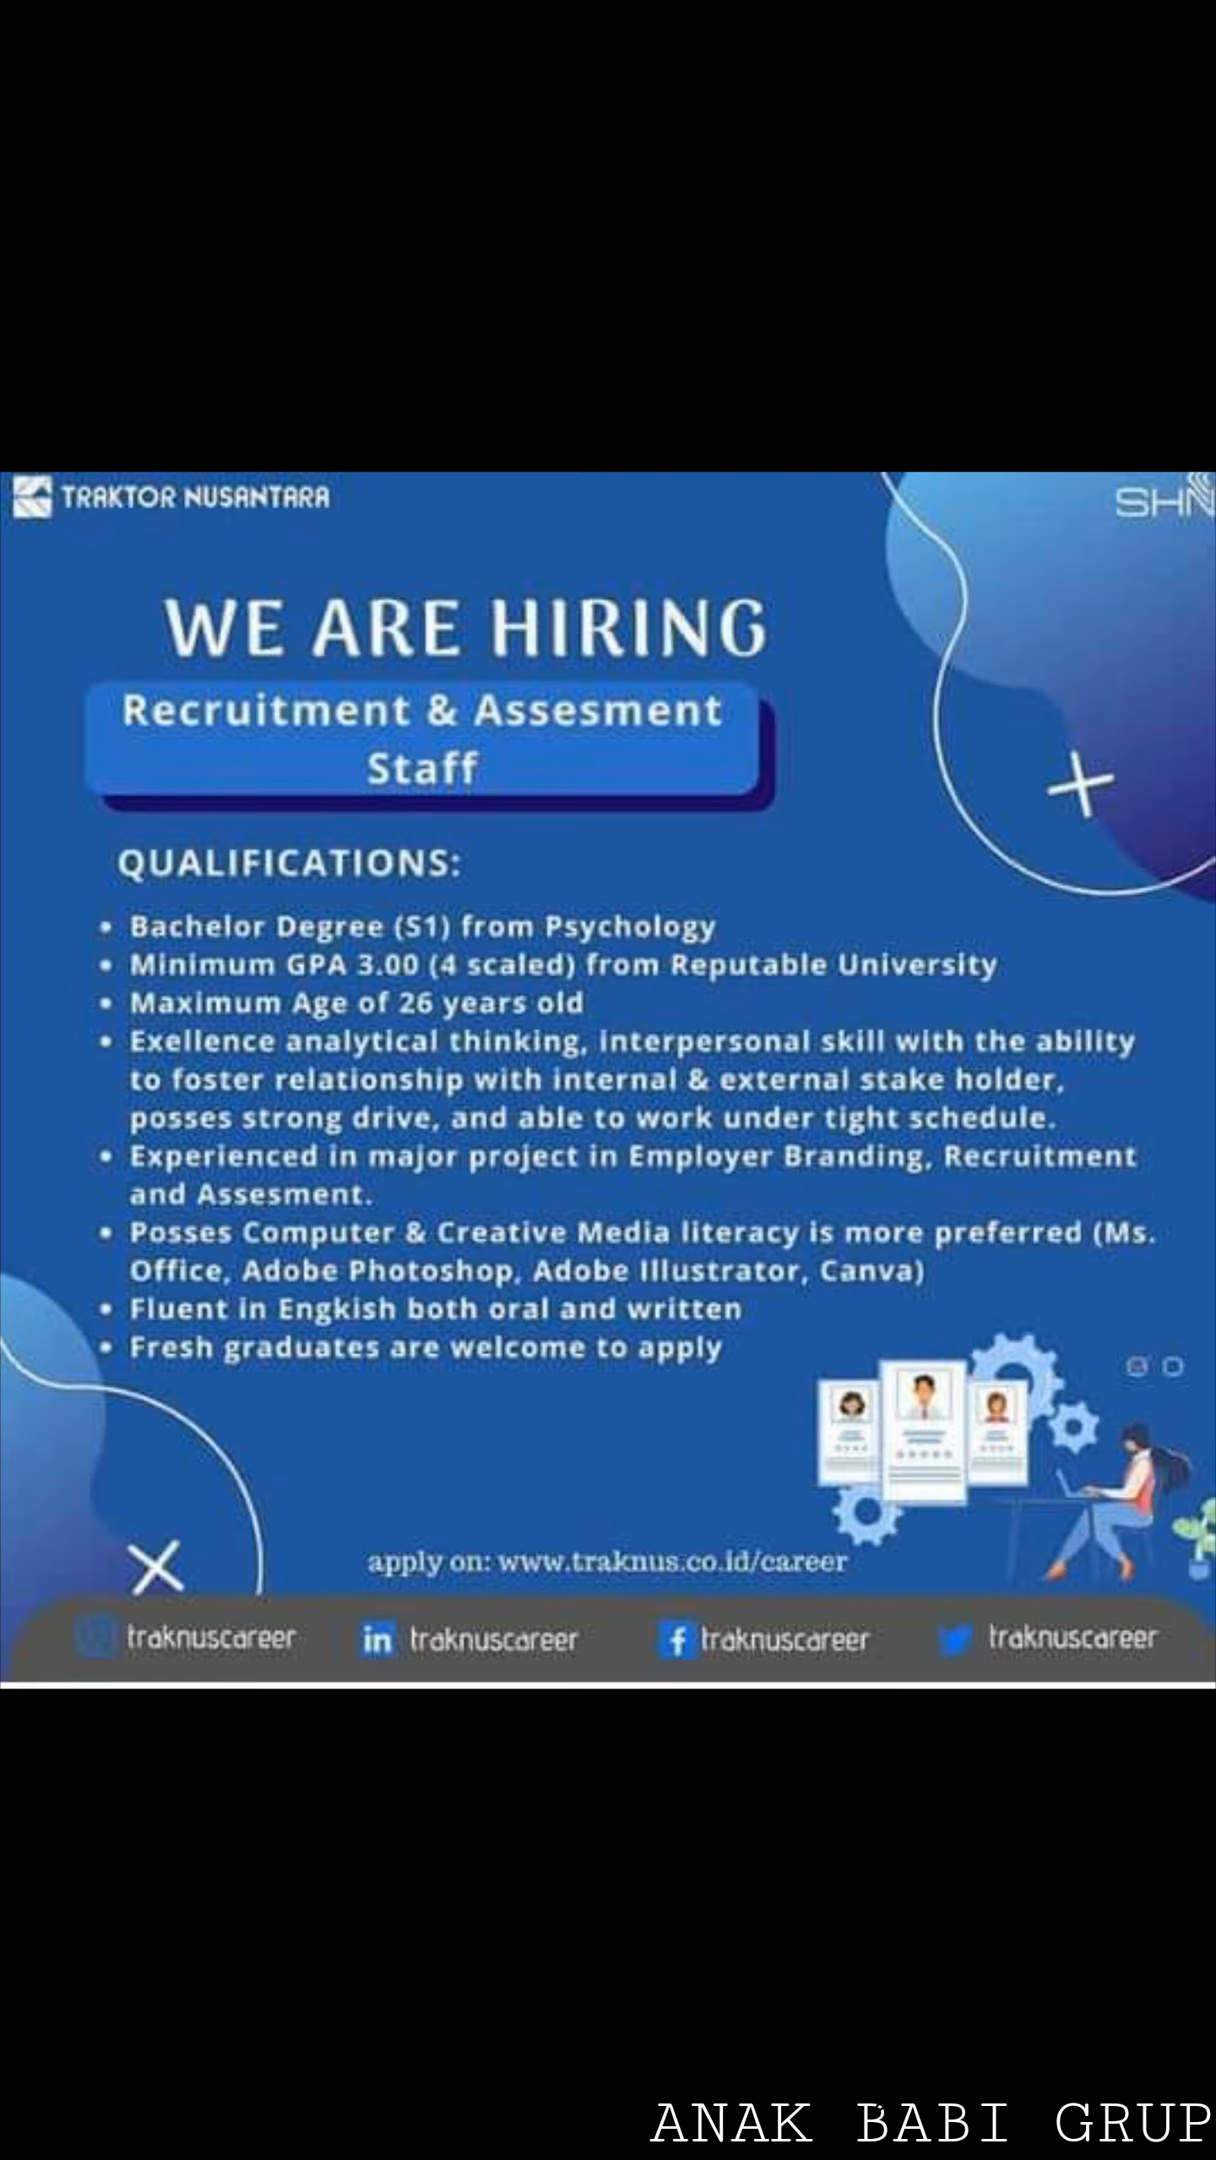 TRAKTOR NUSANTARA
SHN
WE ARE HIRING
Recruitment & Assesment
Staff
QUALIFICATIONS:
• Bachelor Degree (S1) from Psychology
• Minimum GPA 3.00 (4 scaled) from Reputable University
• Maximum Age of 26 years old
• Exellence analytical thinking, interpersonal skill with the ability
to foster relationship with internal & external stake holder,
posses strong drive, and able to work under tight schedule.
• Experienced in major project in Employer Branding, Recruitment
and Assesment.
• Posses Computer & Creative Media literacy is more preferred (Ms.
Office, Adobe Photoshop, Adobe Illustrator, Canva)
• Fluent in Engkish both oral and written
• Fresh graduates are welcome to apply
apply on: www.traknus.co.id/career
traknuscareer
in traknuscareer
f traknuscareer
traknuscareer
ANAK BABI GRUP